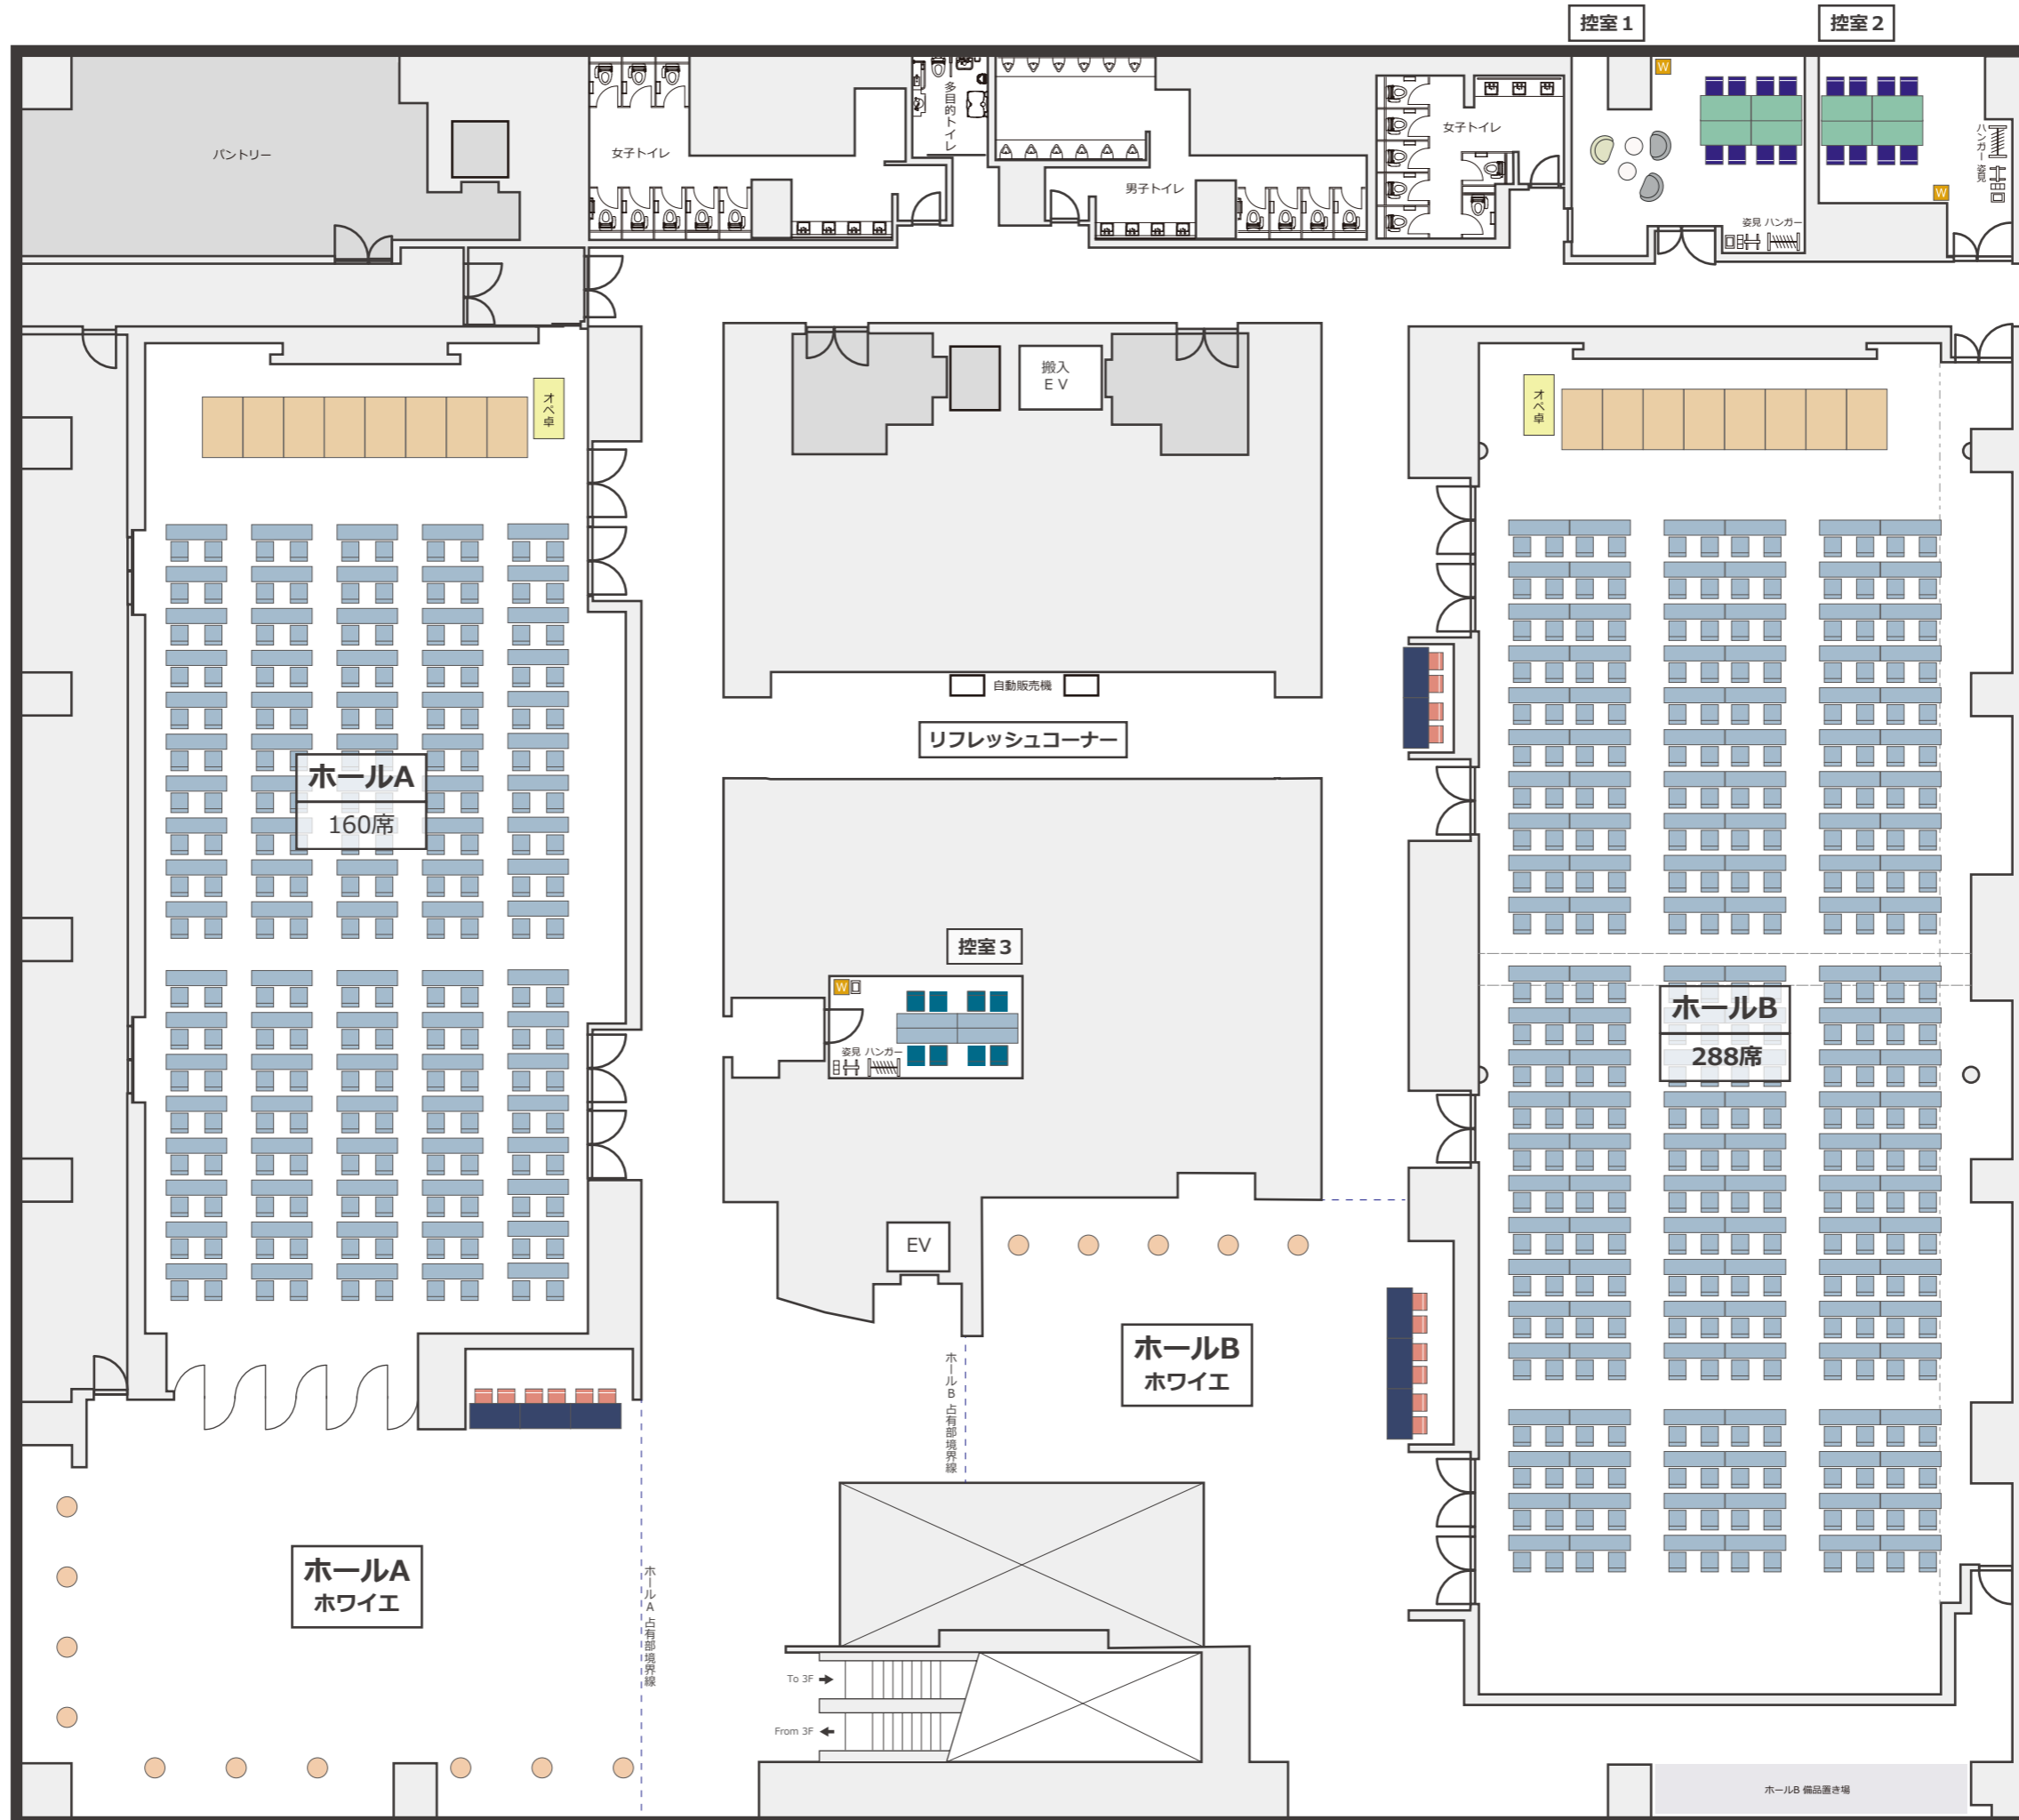 控室1
控室2
W
パントリー
女子トイレ
多目的トイレ
男子トイレ
女子トイレ
ハンガー 姿見
W
姿見 ハンガー
搬入
EV
オペ卓
オペ卓
自動販売機
リフレッシュコーナー
ホールA
160席
控室3
W
姿見 ハンガー
ホールB
288席
EV
ホールB
ホワイエ
ホールB 占有部境界線
ホールA
ホワイエ
ホールA 占有部境界線
To 3F
From 3F
ホールB 備品置き場